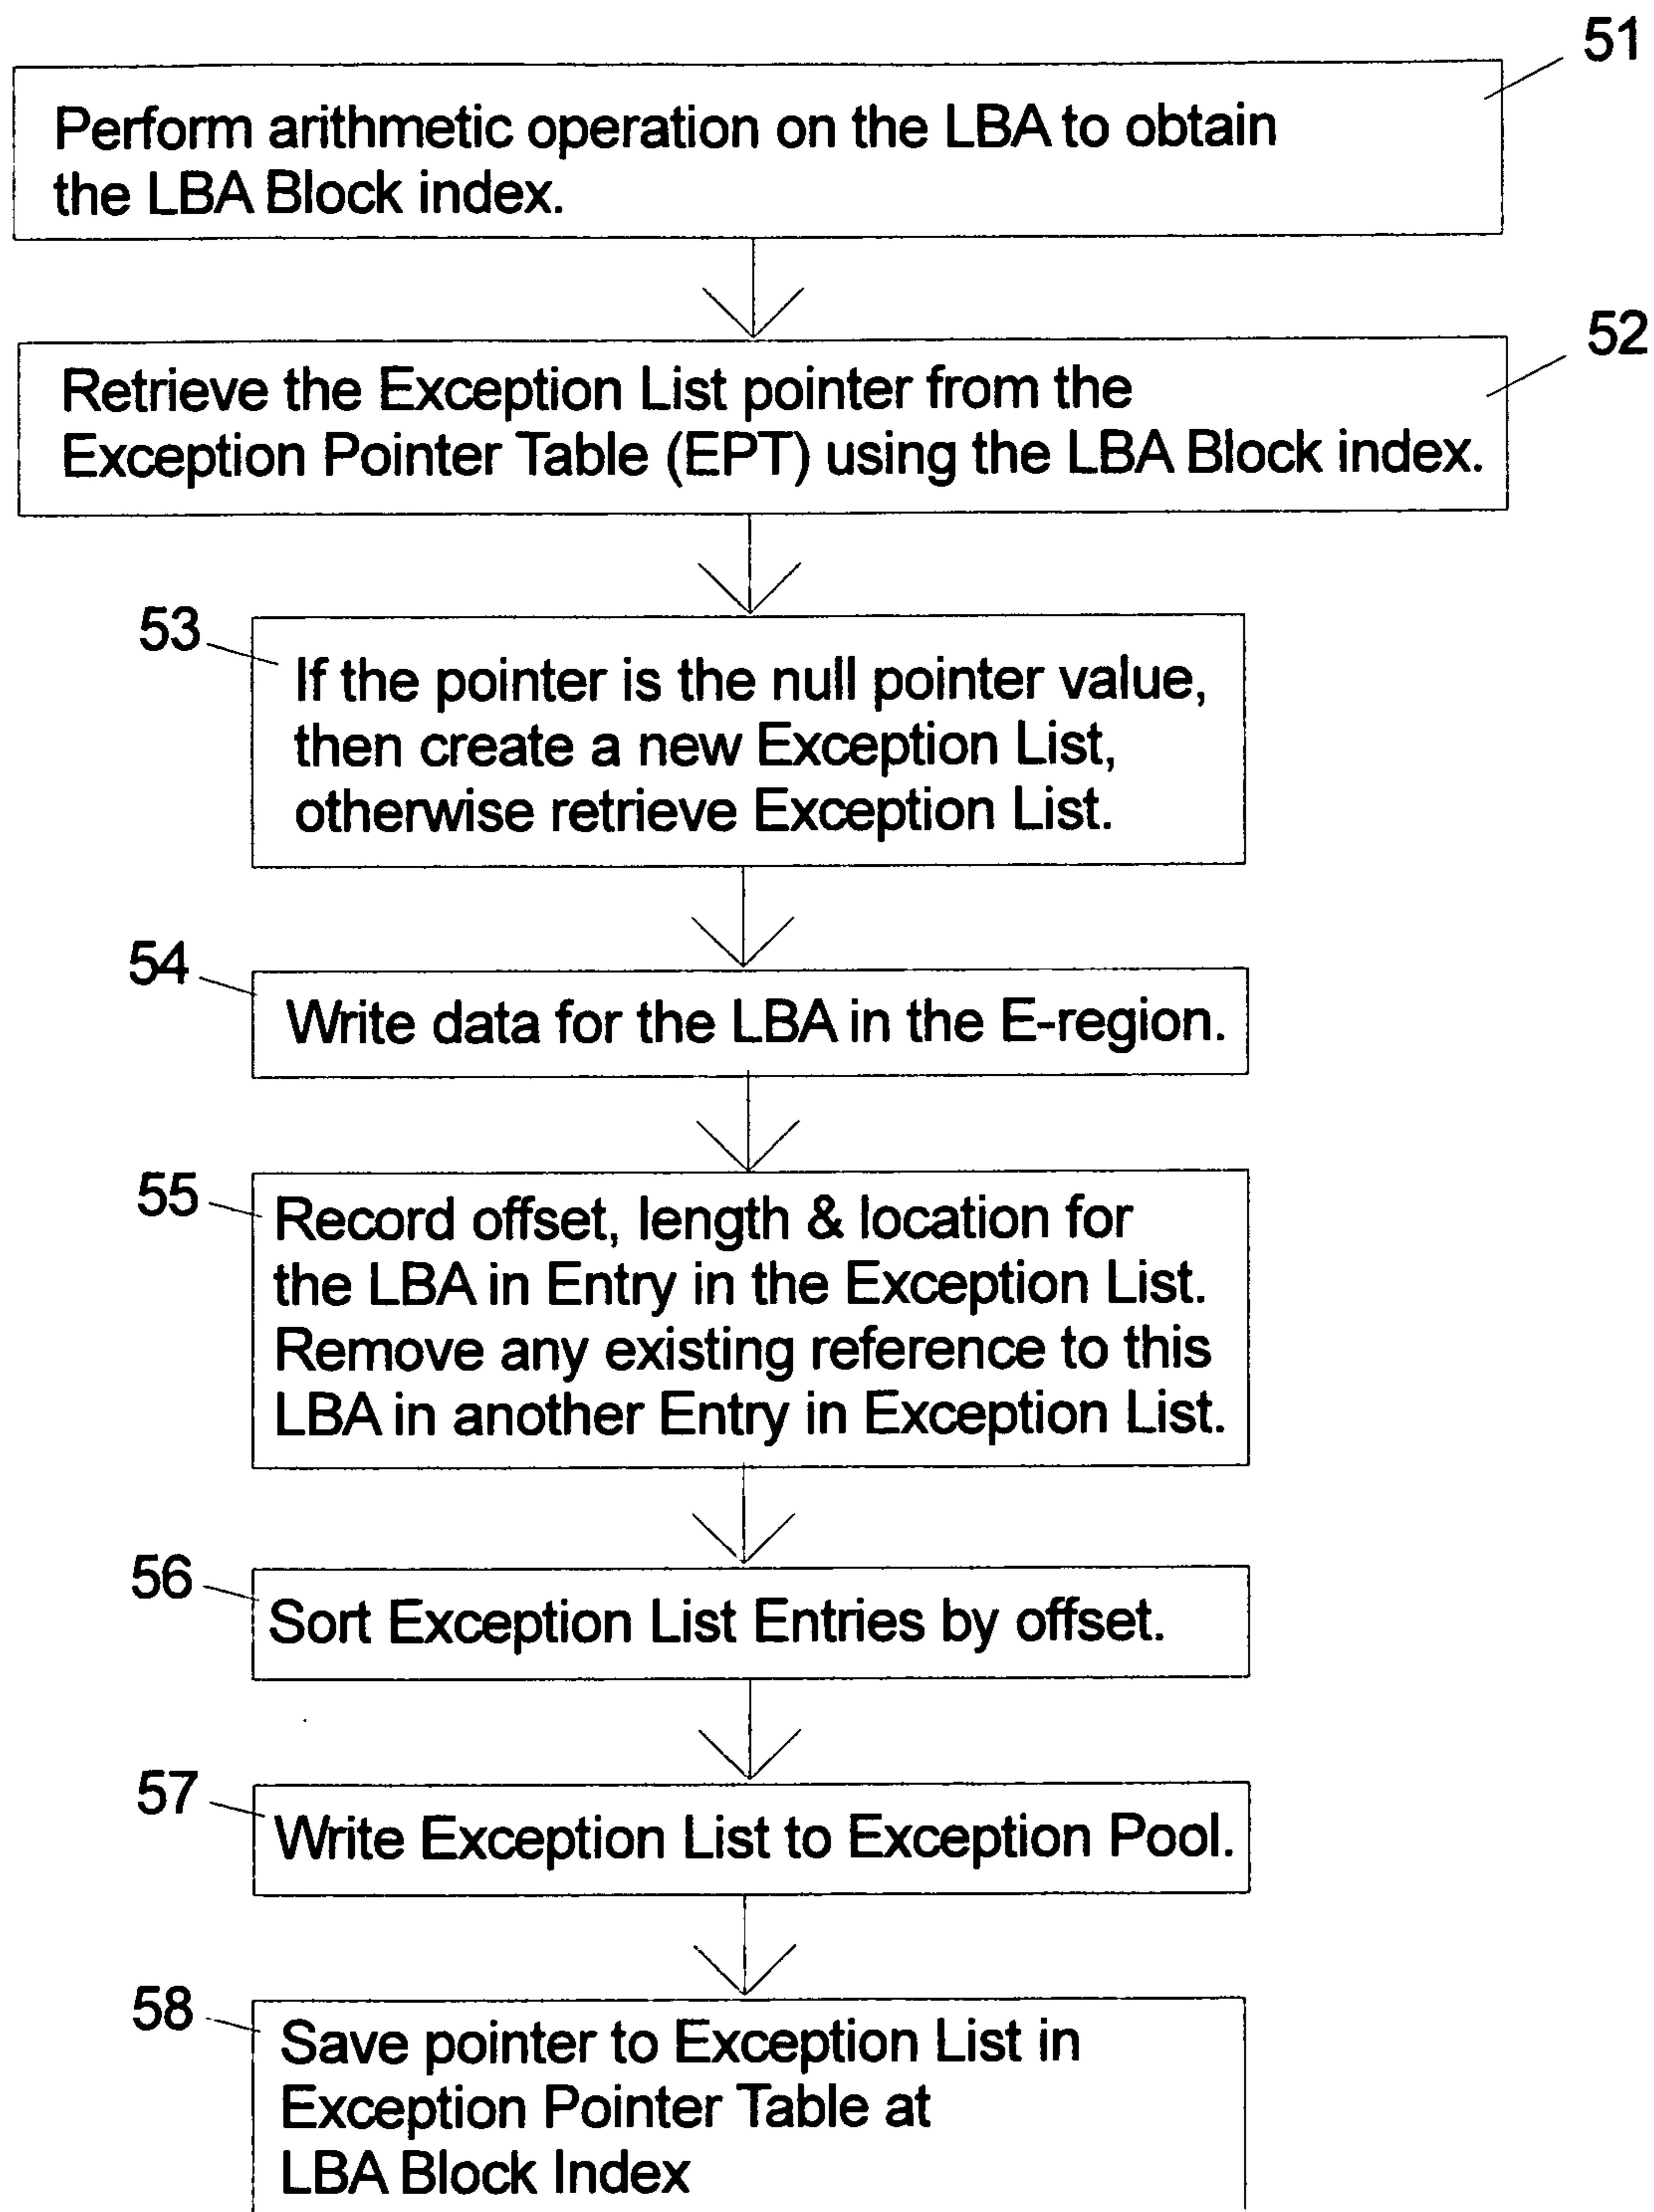 51
Perform arithmetic operation on the LBA to obtain
the LBA Block index.
52
Retrieve the Exception List pointer from the
Exception Pointer Table (EPT) using the LBA Block index.
53
If the pointer is the null pointer value,
then create a new Exception List,
otherwise retrieve Exception List.
54
Write data for the LBA in the E-region.
55
Record offset, length & location for
the LBA in Entry in the Exception List.
Remove any existing reference to this
LBA in another Entry in Exception List.
56
Sort Exception List Entries by offset.
57
Write Exception List to Exception Pool.
58
Save pointer to Exception List in
Exception Pointer Table at
LBA Block Index